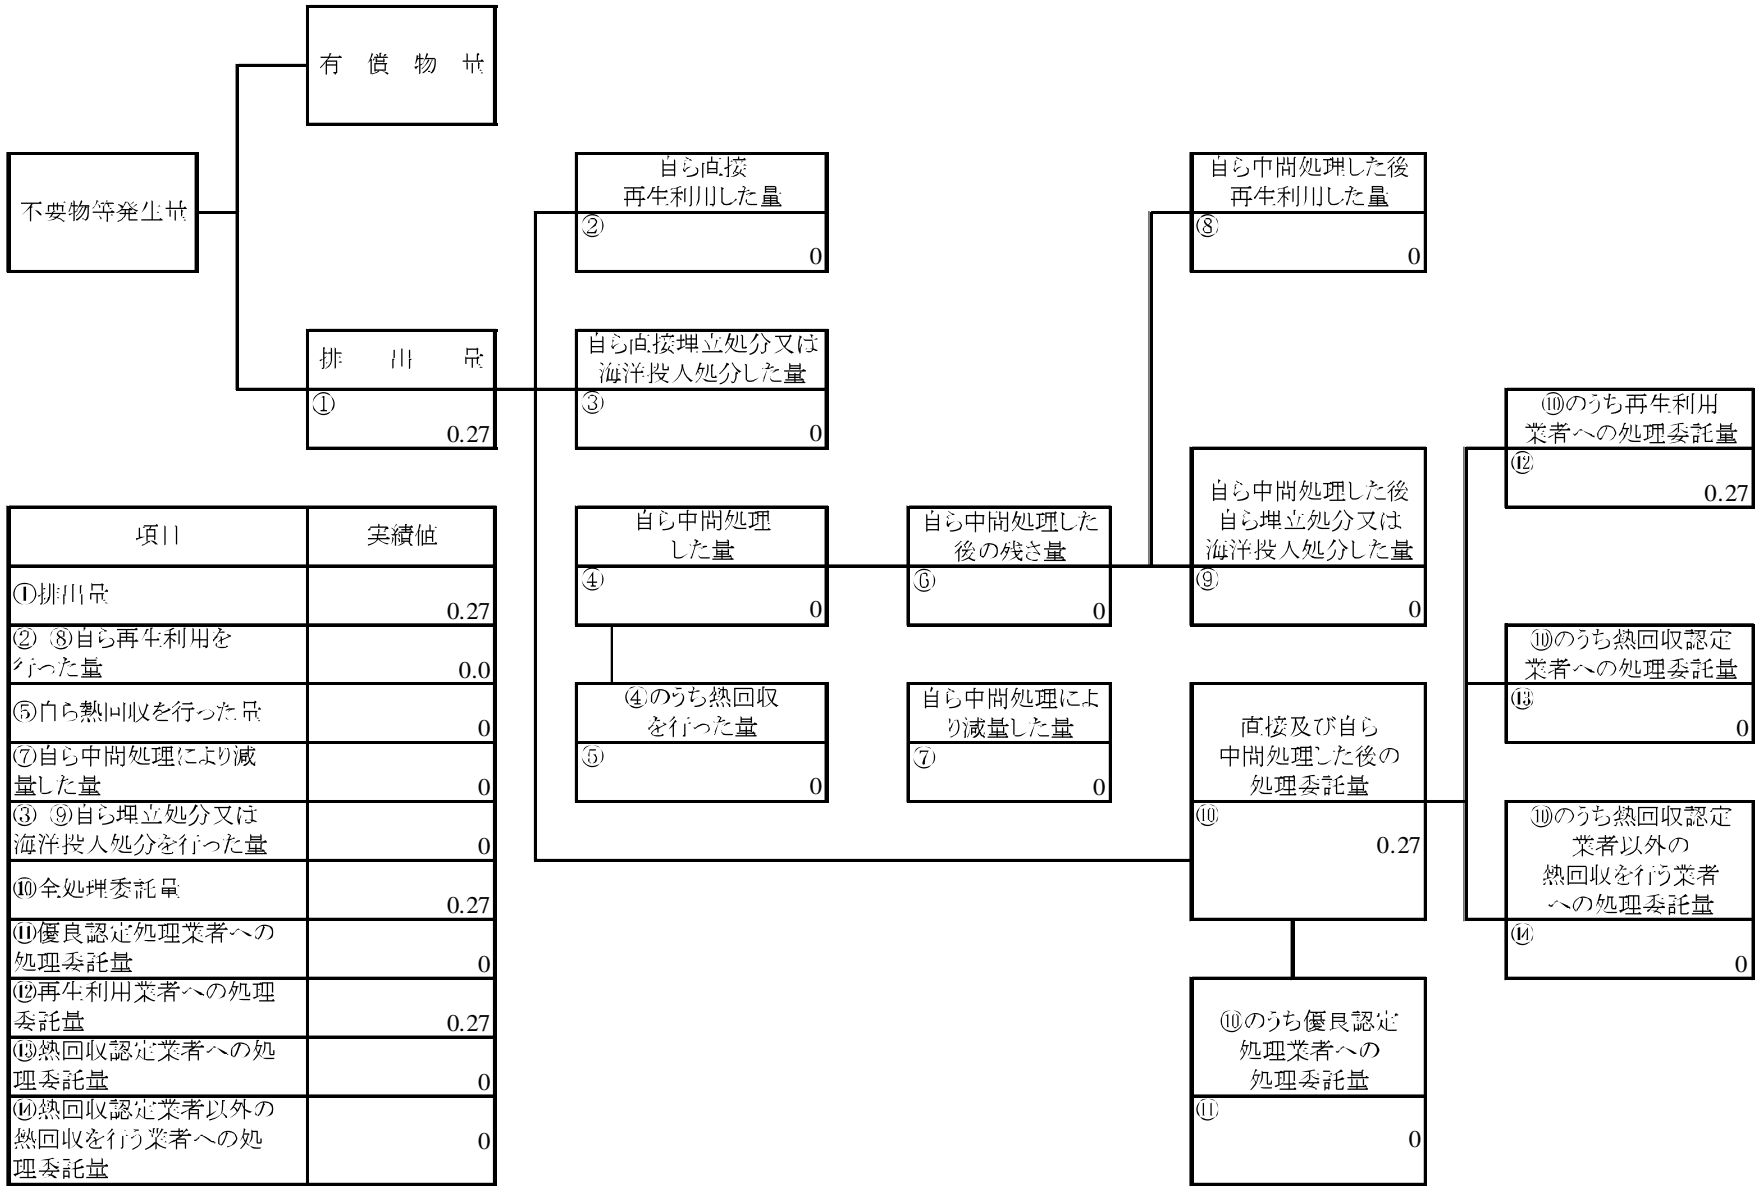 有償物量
不要物等発生量
排出量
①
0.27
自ら直接
再生利用した量
②
0
自ら直接埋立処分又は
海洋投入処分した量
③
0
自ら中間処理
した量
④
0
④のうち熱回収
を行った量
⑤
0
自ら中間処理した
後の残さ量
⑥
0
自ら中間処理によ
り減量した量
⑦
0
自ら中間処理した後
再生利用した量
⑧
0
自ら中間処理した後
自ら埋立処分又は
海洋投入処分した量
⑨
0
直接及び自ら
中間処理した後の
処理委託量
⑩
0.27
⑩のうち優良認定
処理業者への
処理委託量
⑪
0
⑩のうち再生利用
業者への処理委託量
⑫
0.27
⑩のうち熱回収認定
業者への処理委託量
⑬
0
⑩のうち熱回収認定
業者以外の
熱回収を行う業者
への処理委託量
⑭
0
項目 実績値
①排出量
0.27
② ⑧自ら再生利用を
行った量
0.0
⑤自ら熱回収を行った量
0
⑦自ら中間処理により減
量した量
0
③ ⑨自ら埋立処分又は
海洋投入処分を行った量
0
⑩全処理委託量
0.27
⑪優良認定処理業者への
処理委託量
0
⑫再生利用業者への処理
委託量
0.27
⑬熱回収認定業者への処
理委託量
0
⑭熱回収認定業者以外の
熱回収を行う業者への処
理委託量
0